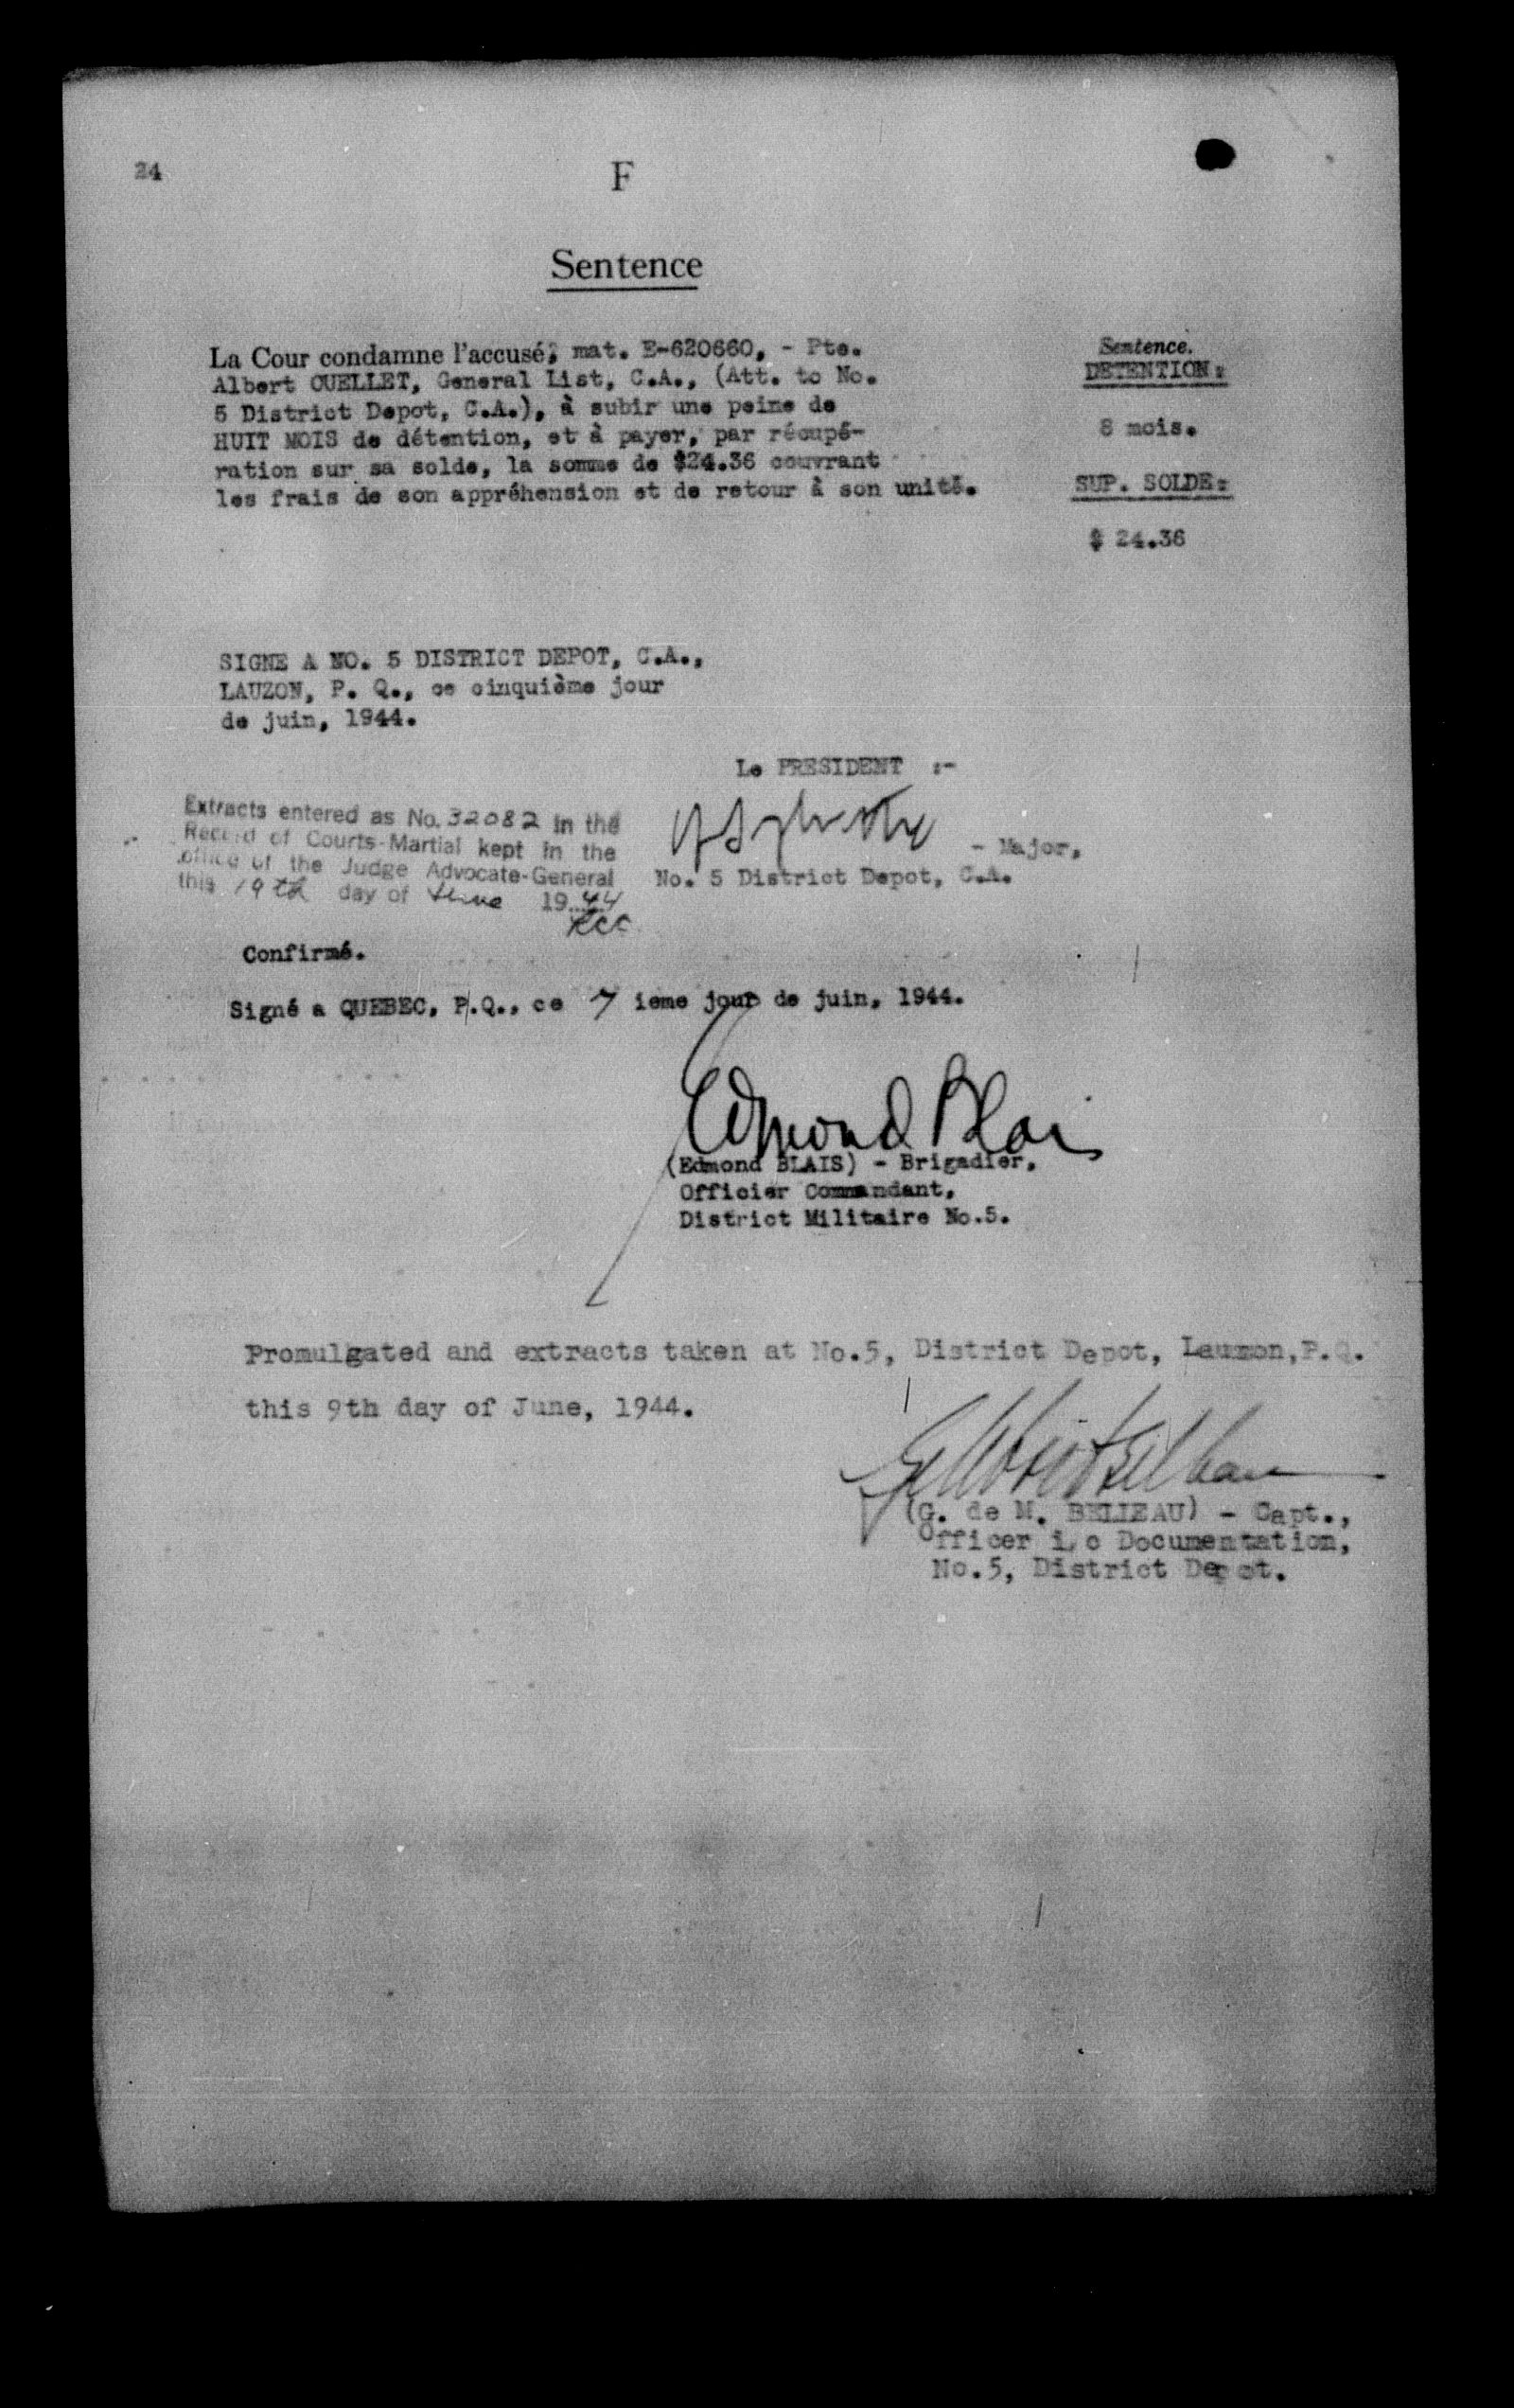 24
F
Sentence
La Cour condamne l'accusé, mat. E-620660, - Pte.
Albert OUELLET, General List, C.A., (Att. to No.
5 District Depot, C.A.), à subir une peine de
HUIT MOIS de détention, et à payer, par récupé-
ration sur sa solde, la somme de $24.36 couvrant
les frais de son appréhension et de retour à son unité.
Sentence.
DETENTION:
8 mois.
SUP. SOLDE:
$ 24.36
SIGNE A NO. 5 DISTRICT DEPOT, C.A.,
LAUZON, P. Q., ce cinquième jour
de juin, 1944.
Le PRESIDENT :-
- Major,
No. 5 District Depot, C.A.
Extracts entered as No. 32082 in the
Record of Courts-Martial kept in the
office of the Judge Advocate-General
this 19th day of June 1944
Confirmé.
Signé a QUEBEC, P.Q., ce 7 ieme jour de juin, 1944.
Edmond Blais
(Edmond BLAIS) - Brigadier,
Officier Commandant,
District Militaire No.5.
Promulgated and extracts taken at No.5, District Depot, Lauzon,P.Q.
this 9th day of June, 1944.
(G. de M. BELIEAU) - Capt.,
Officer i/c Documentation,
No.5, District Depot.